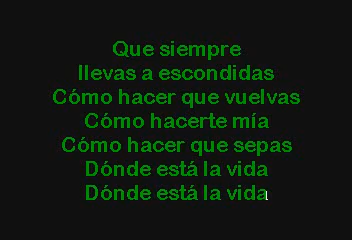 Que siempre
llevas a escondidas
Cómo hacer que vuelvas
Cómo hacerte mía
Cómo hacer que sepas
Dónde está la vida
Dónde está la vida